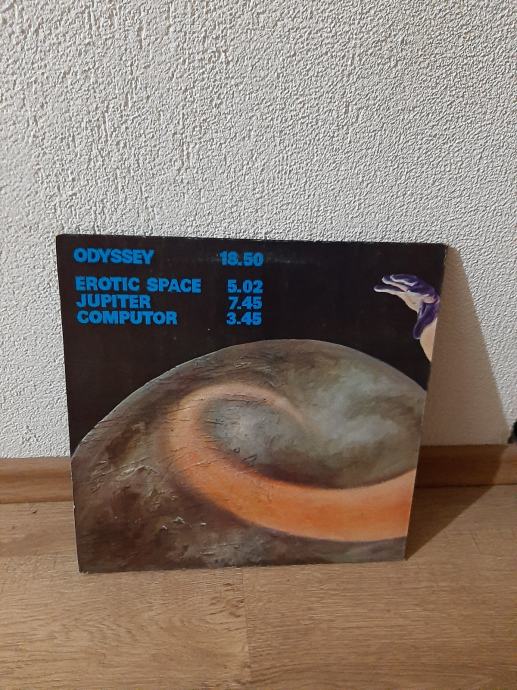 ODYSSEY 18.50
EROTIC SPACE 5.02
JUPITER 7.45
COMPUTOR 3.45